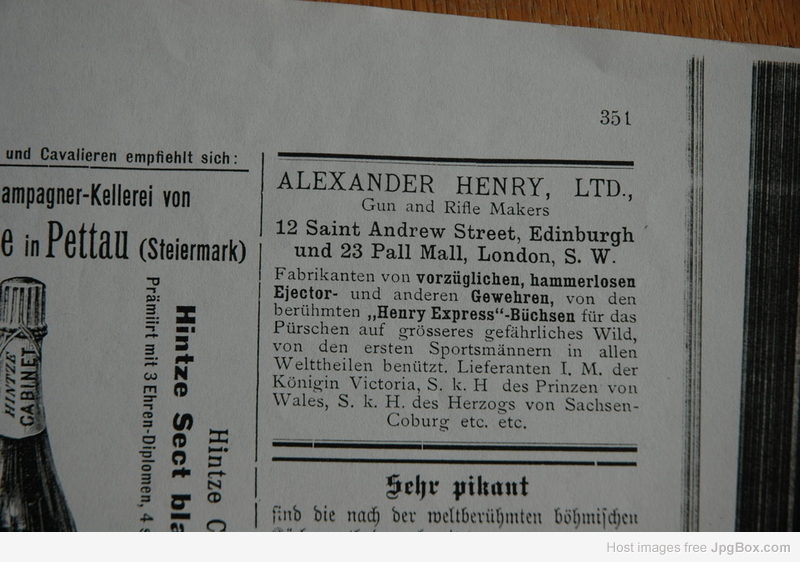 351
und Cavalieren empfiehlt sich:
ampagner-Kellerei von
e in Pettau (Steiermark)
Prämiirt mit 3 Ehren-Diplomen, 4
Hintze Sect bla
Hintze C
HINTZE
CABINET
ALEXANDER HENRY, LTD.,
Gun and Rifle Makers
12 Saint Andrew Street, Edinburgh
und 23 Pall Mall, London, S. W.
Fabrikanten von vorzüglichen, hammerlosen
Ejector- und anderen Gewehren, von den
berühmten „Henry Express“-Büchsen für das
Pürschen auf grösseres gefährliches Wild,
von den ersten Sportsmännern in allen
Welttheilen benützt. Lieferanten I. M. der
Königin Victoria, S. k. H des Prinzen von
Wales, S. k. H. des Herzogs von Sachsen-
Coburg etc. etc.
Sehr pikant
sind die nach der weltberühmten böhmischen
Host images free JpgBox.com